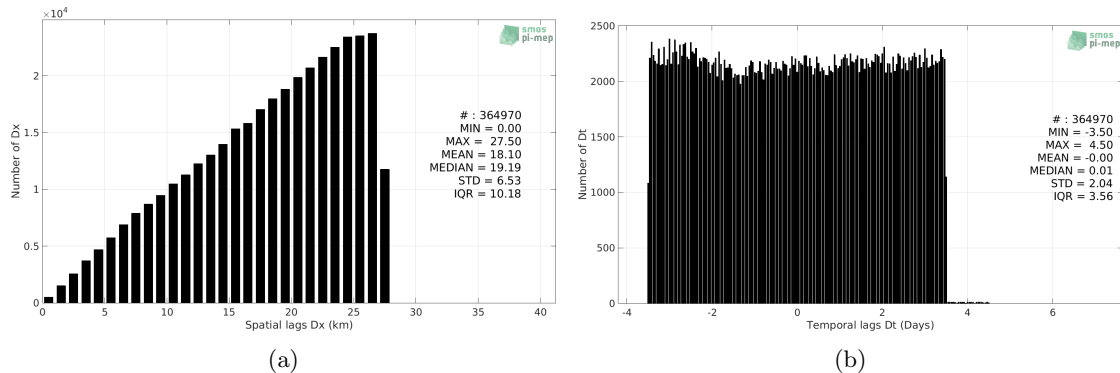 ×10⁴
smos
pi-mep
2
1.5
1
0.5
0
Number of Dx
# : 364970
MIN = 0.00
MAX = 27.50
MEAN = 18.10
MEDIAN = 19.19
STD = 6.53
IQR = 10.18
0 5 10 15 20 25 30 35 40
Spatial lags Dx (km)
(a)
2500
smos
pi-mep
2000
1500
1000
500
0
Number of Dt
# : 364970
MIN = -3.50
MAX = 4.50
MEAN = -0.00
MEDIAN = 0.01
STD = 2.04
IQR = 3.56
-4 -2 0 2 4 6
Temporal lags Dt (Days)
(b)